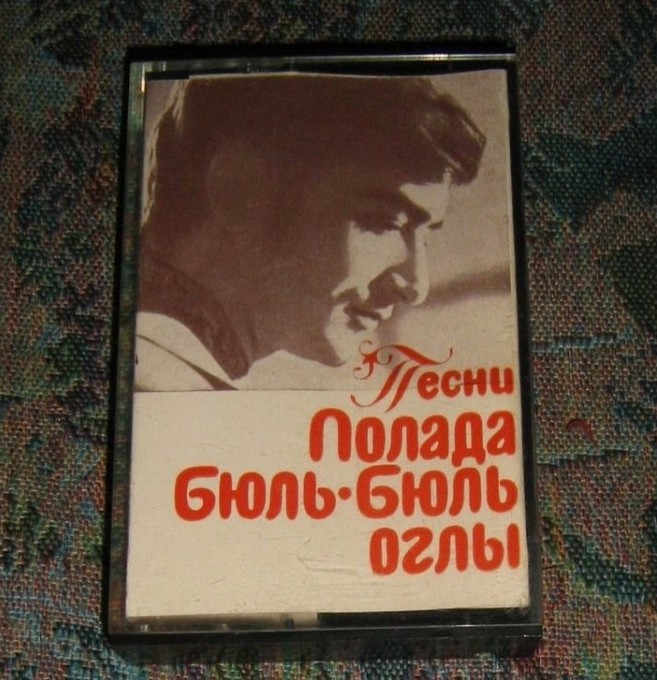 Песни
Полада
Бюль•Бюль
оглы